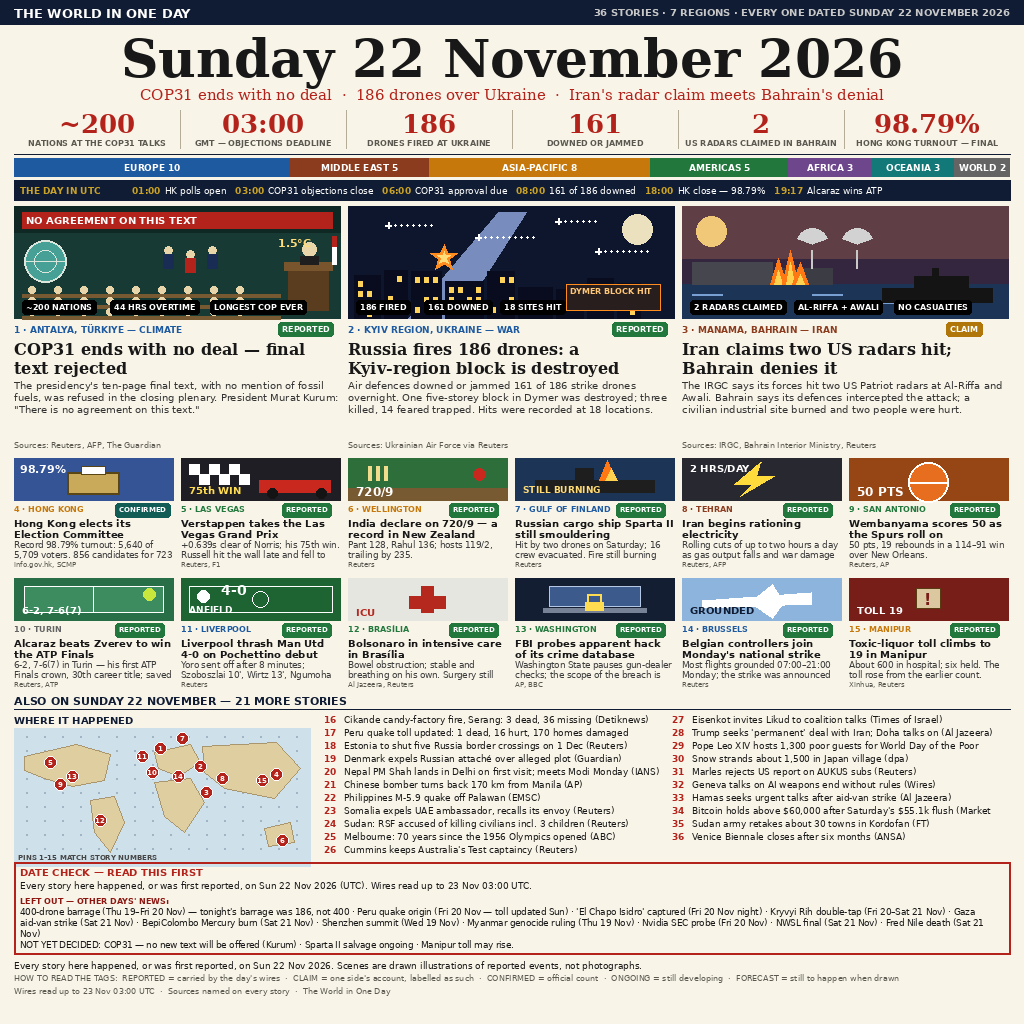 THE WORLD IN ONE DAY
36 STORIES · 7 REGIONS · EVERY ONE DATED SUNDAY 22 NOVEMBER 2026
Sunday 22 November 2026
COP31 ends with no deal · 186 drones over Ukraine · Iran's radar claim meets Bahrain's denial
~200
NATIONS AT THE COP31 TALKS
03:00
GMT — OBJECTIONS DEADLINE
186
DRONES FIRED AT UKRAINE
161
DOWNED OR JAMMED
2
US RADARS CLAIMED IN BAHRAIN
98.79%
HONG KONG TURNOUT — FINAL
EUROPE 10
MIDDLE EAST 5
ASIA-PACIFIC 8
AMERICAS 5
AFRICA 3
OCEANIA 3
WORLD 2
THE DAY IN UTC 01:00 HK polls open 03:00 COP31 objections close 06:00 COP31 approval due 08:00 161 of 186 downed 18:00 HK close — 98.79% 19:17 Alcaraz wins ATP
NO AGREEMENT ON THIS TEXT
1.5°C
~200 NATIONS
44 HRS OVERTIME
LONGEST COP EVER
1 · ANTALYA, TÜRKIYE — CLIMATE
REPORTED
COP31 ends with no deal — final
text rejected
The presidency's ten-page final text, with no mention of fossil
fuels, was refused in the closing plenary. President Murat Kurum:
"There is no agreement on this text."
Sources: Reuters, AFP, The Guardian
DYMER BLOCK HIT
186 FIRED
161 DOWNED
18 SITES HIT
2 · KYIV REGION, UKRAINE — WAR
REPORTED
Russia fires 186 drones: a
Kyiv-region block is destroyed
Air defences downed or jammed 161 of 186 strike drones
overnight. One five-storey block in Dymer was destroyed; three
killed, 14 feared trapped. Hits were recorded at 18 locations.
Sources: Ukrainian Air Force via Reuters
2 RADARS CLAIMED
AL-RIFFA + AWALI
NO CASUALTIES
3 · MANAMA, BAHRAIN — IRAN
CLAIM
Iran claims two US radars hit;
Bahrain denies it
The IRGC says its forces hit two US Patriot radars at Al-Riffa and
Awali. Bahrain says its defences intercepted the attack; a
civilian industrial site burned and two people were hurt.
Sources: IRGC, Bahrain Interior Ministry, Reuters
98.79%
4 · HONG KONG
CONFIRMED
Hong Kong elects its
Election Committee
Record 98.79% turnout: 5,640 of
5,709 voters. 856 candidates for 723
Info.gov.hk, SCMP
75th WIN
5 · LAS VEGAS
REPORTED
Verstappen takes the Las
Vegas Grand Prix
+0.639s clear of Norris; his 75th win.
Russell hit the wall late and fell to
Reuters, F1
720/9
6 · WELLINGTON
REPORTED
India declare on 720/9 — a
record in New Zealand
Pant 128, Rahul 136; hosts 119/2,
trailing by 235.
Reuters
STILL BURNING
7 · GULF OF FINLAND
REPORTED
Russian cargo ship Sparta II
still smouldering
Hit by two drones on Saturday; 16
crew evacuated. Fire still burning
Reuters
2 HRS/DAY
8 · TEHRAN
REPORTED
Iran begins rationing
electricity
Rolling cuts of up to two hours a day
as gas output falls and war damage
Reuters, AFP
50 PTS
9 · SAN ANTONIO
REPORTED
Wembanyama scores 50 as
the Spurs roll on
50 pts, 19 rebounds in a 114–91 win
over New Orleans.
Reuters, AP
6-2, 7-6(7)
10 · TURIN
REPORTED
Alcaraz beats Zverev to win
the ATP Finals
6-2, 7-6(7) in Turin — his first ATP
Finals crown, 30th career title; saved
Reuters, ATP
4-0
ANFIELD
11 · LIVERPOOL
REPORTED
Liverpool thrash Man Utd
4-0 on Pochettino debut
Yoro sent off after 8 minutes;
Szoboszlai 10', Wirtz 13', Ngumoha
Reuters
ICU
12 · BRASÍLIA
REPORTED
Bolsonaro in intensive care
in Brasília
Bowel obstruction; stable and
breathing on his own. Surgery still
Al Jazeera, Reuters
13 · WASHINGTON
REPORTED
FBI probes apparent hack
of its crime database
Washington State pauses gun-dealer
checks; the scope of the breach is
AP, BBC
GROUNDED
14 · BRUSSELS
REPORTED
Belgian controllers join
Monday's national strike
Most flights grounded 07:00–21:00
Monday; the strike was announced
Reuters
!
TOLL 19
15 · MANIPUR
REPORTED
Toxic-liquor toll climbs to
19 in Manipur
About 600 in hospital; six held. The
toll rose from the earlier count.
Xinhua, Reuters
ALSO ON SUNDAY 22 NOVEMBER — 21 MORE STORIES
WHERE IT HAPPENED
1
2
3
4
5
6
7
8
9
10
11
12
13
14
15
PINS 1–15 MATCH STORY NUMBERS
16 Cikande candy-factory fire, Serang: 3 dead, 36 missing (Detiknews)
17 Peru quake toll updated: 1 dead, 16 hurt, 170 homes damaged
18 Estonia to shut five Russia border crossings on 1 Dec (Reuters)
19 Denmark expels Russian attaché over alleged plot (Guardian)
20 Nepal PM Shah lands in Delhi on first visit; meets Modi Monday (IANS)
21 Chinese bomber turns back 170 km from Manila (AP)
22 Philippines M-5.9 quake off Palawan (EMSC)
23 Somalia expels UAE ambassador, recalls its envoy (Reuters)
24 Sudan: RSF accused of killing civilians incl. 3 children (Reuters)
25 Melbourne: 70 years since the 1956 Olympics opened (ABC)
26 Cummins keeps Australia's Test captaincy (Reuters)
27 Eisenkot invites Likud to coalition talks (Times of Israel)
28 Trump seeks 'permanent' deal with Iran; Doha talks on (Al Jazeera)
29 Pope Leo XIV hosts 1,300 poor guests for World Day of the Poor
30 Snow strands about 1,500 in Japan village (dpa)
31 Marles rejects US report on AUKUS subs (Reuters)
32 Geneva talks on AI weapons end without rules (Wires)
33 Hamas seeks urgent talks after aid-van strike (Al Jazeera)
34 Bitcoin holds above $60,000 after Saturday's $55.1k flush (Market
35 Sudan army retakes about 30 towns in Kordofan (FT)
36 Venice Biennale closes after six months (ANSA)
DATE CHECK — READ THIS FIRST
Every story here happened, or was first reported, on Sun 22 Nov 2026 (UTC). Wires read up to 23 Nov 03:00 UTC.
LEFT OUT — OTHER DAYS' NEWS:
400-drone barrage (Thu 19–Fri 20 Nov) — tonight's barrage was 186, not 400 · Peru quake origin (Fri 20 Nov — toll updated Sun) · 'El Chapo Isidro' captured (Fri 20 Nov night) · Kryvyi Rih double-tap (Fri 20–Sat 21 Nov) · Gaza
aid-van strike (Sat 21 Nov) · BepiColombo Mercury burn (Sat 21 Nov) · Shenzhen summit (Wed 19 Nov) · Myanmar genocide ruling (Thu 19 Nov) · Nvidia SEC probe (Fri 20 Nov) · NWSL final (Sat 21 Nov) · Fred Nile death (Sat 21
Nov)
NOT YET DECIDED: COP31 — no new text will be offered (Kurum) · Sparta II salvage ongoing · Manipur toll may rise.
Every story here happened, or was first reported, on Sun 22 Nov 2026. Scenes are drawn illustrations of reported events, not photographs.
HOW TO READ THE TAGS: REPORTED = carried by the day's wires · CLAIM = one side's account, labelled as such · CONFIRMED = official count · ONGOING = still developing · FORECAST = still to happen when drawn
Wires read up to 23 Nov 03:00 UTC · Sources named on every story · The World in One Day